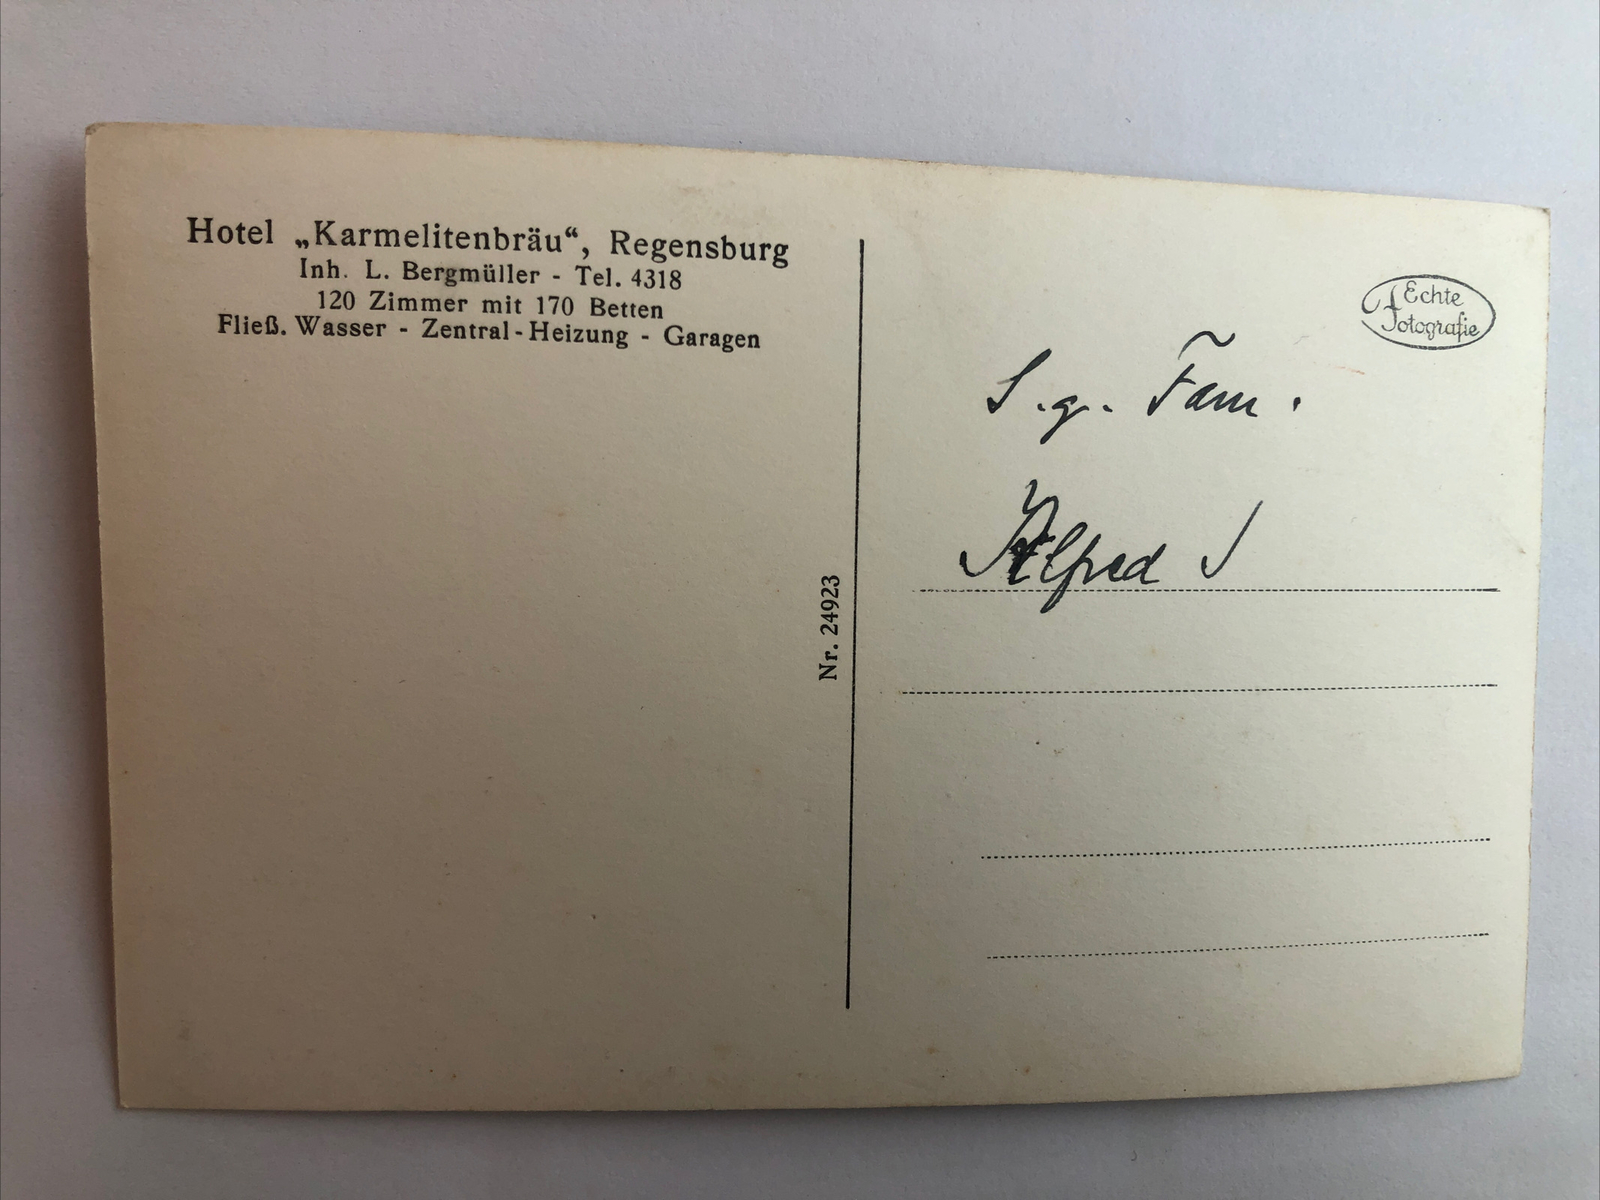 Hotel „Karmelitenbräu“, Regensburg
Inh. L. Bergmüller - Tel. 4318
120 Zimmer mit 170 Betten
Fließ. Wasser - Zentral-Heizung - Garagen
Nr. 24923
Echte
Fotografie
S. g. Fam.
Alfred S